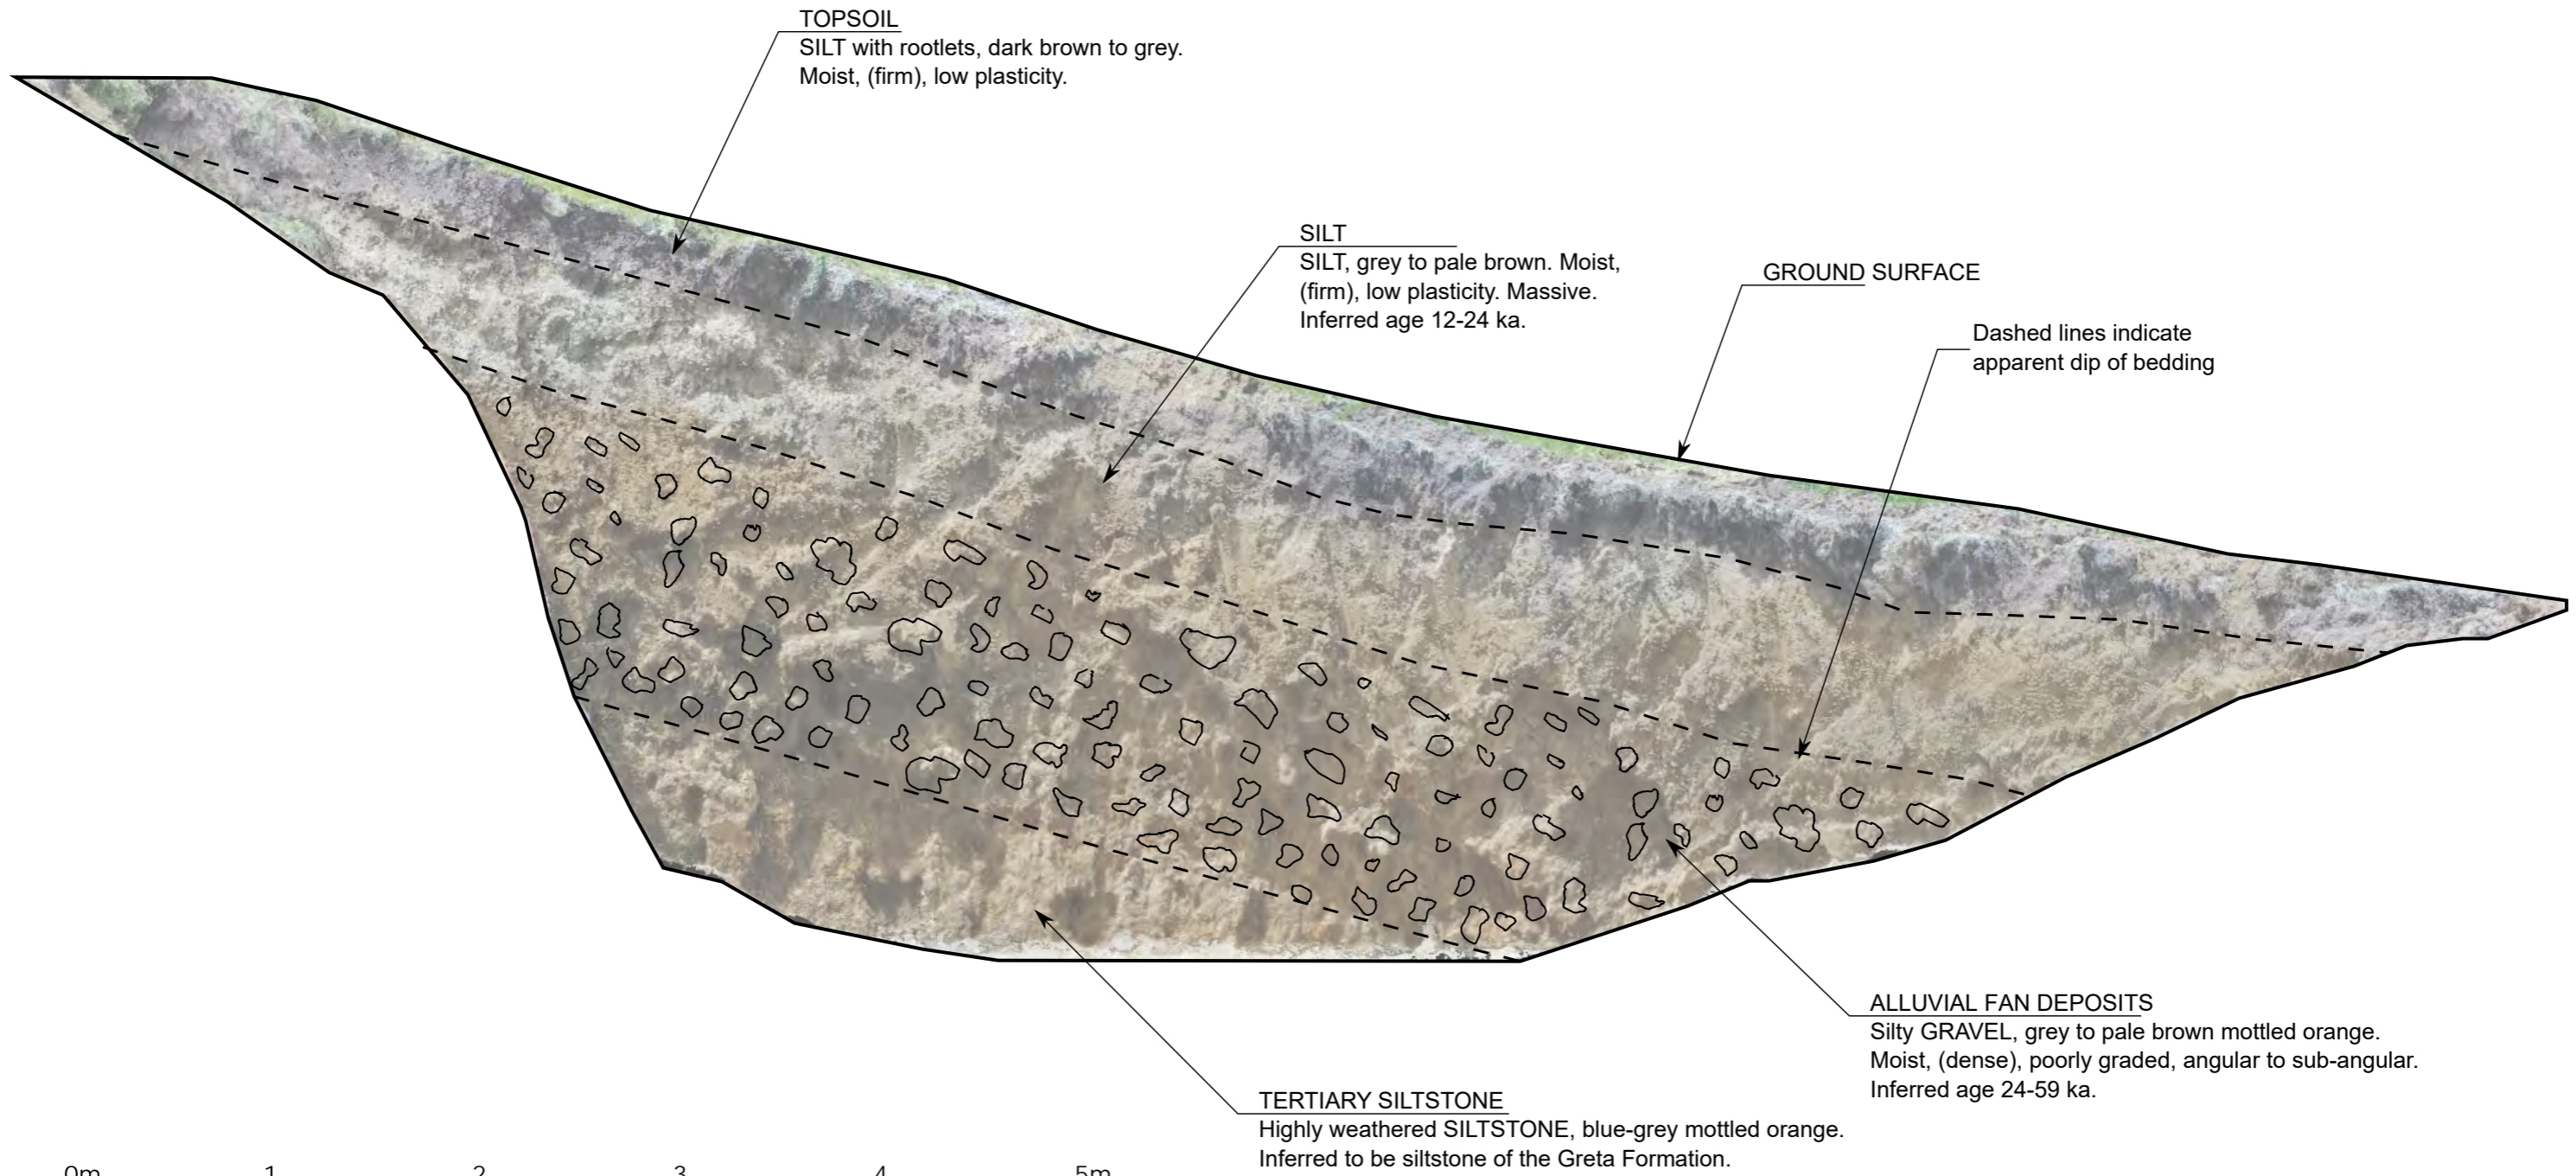 TOPSOIL
SILT with rootlets, dark brown to grey.
Moist, (firm), low plasticity.
SILT
SILT, grey to pale brown. Moist,
(firm), low plasticity. Massive.
Inferred age 12-24 ka.
GROUND SURFACE
Dashed lines indicate
apparent dip of bedding
ALLUVIAL FAN DEPOSITS
Silty GRAVEL, grey to pale brown mottled orange.
Moist, (dense), poorly graded, angular to sub-angular.
Inferred age 24-59 ka.
TERTIARY SILTSTONE
Highly weathered SILTSTONE, blue-grey mottled orange.
Inferred to be siltstone of the Greta Formation.
0m 1 2 3 4 5m